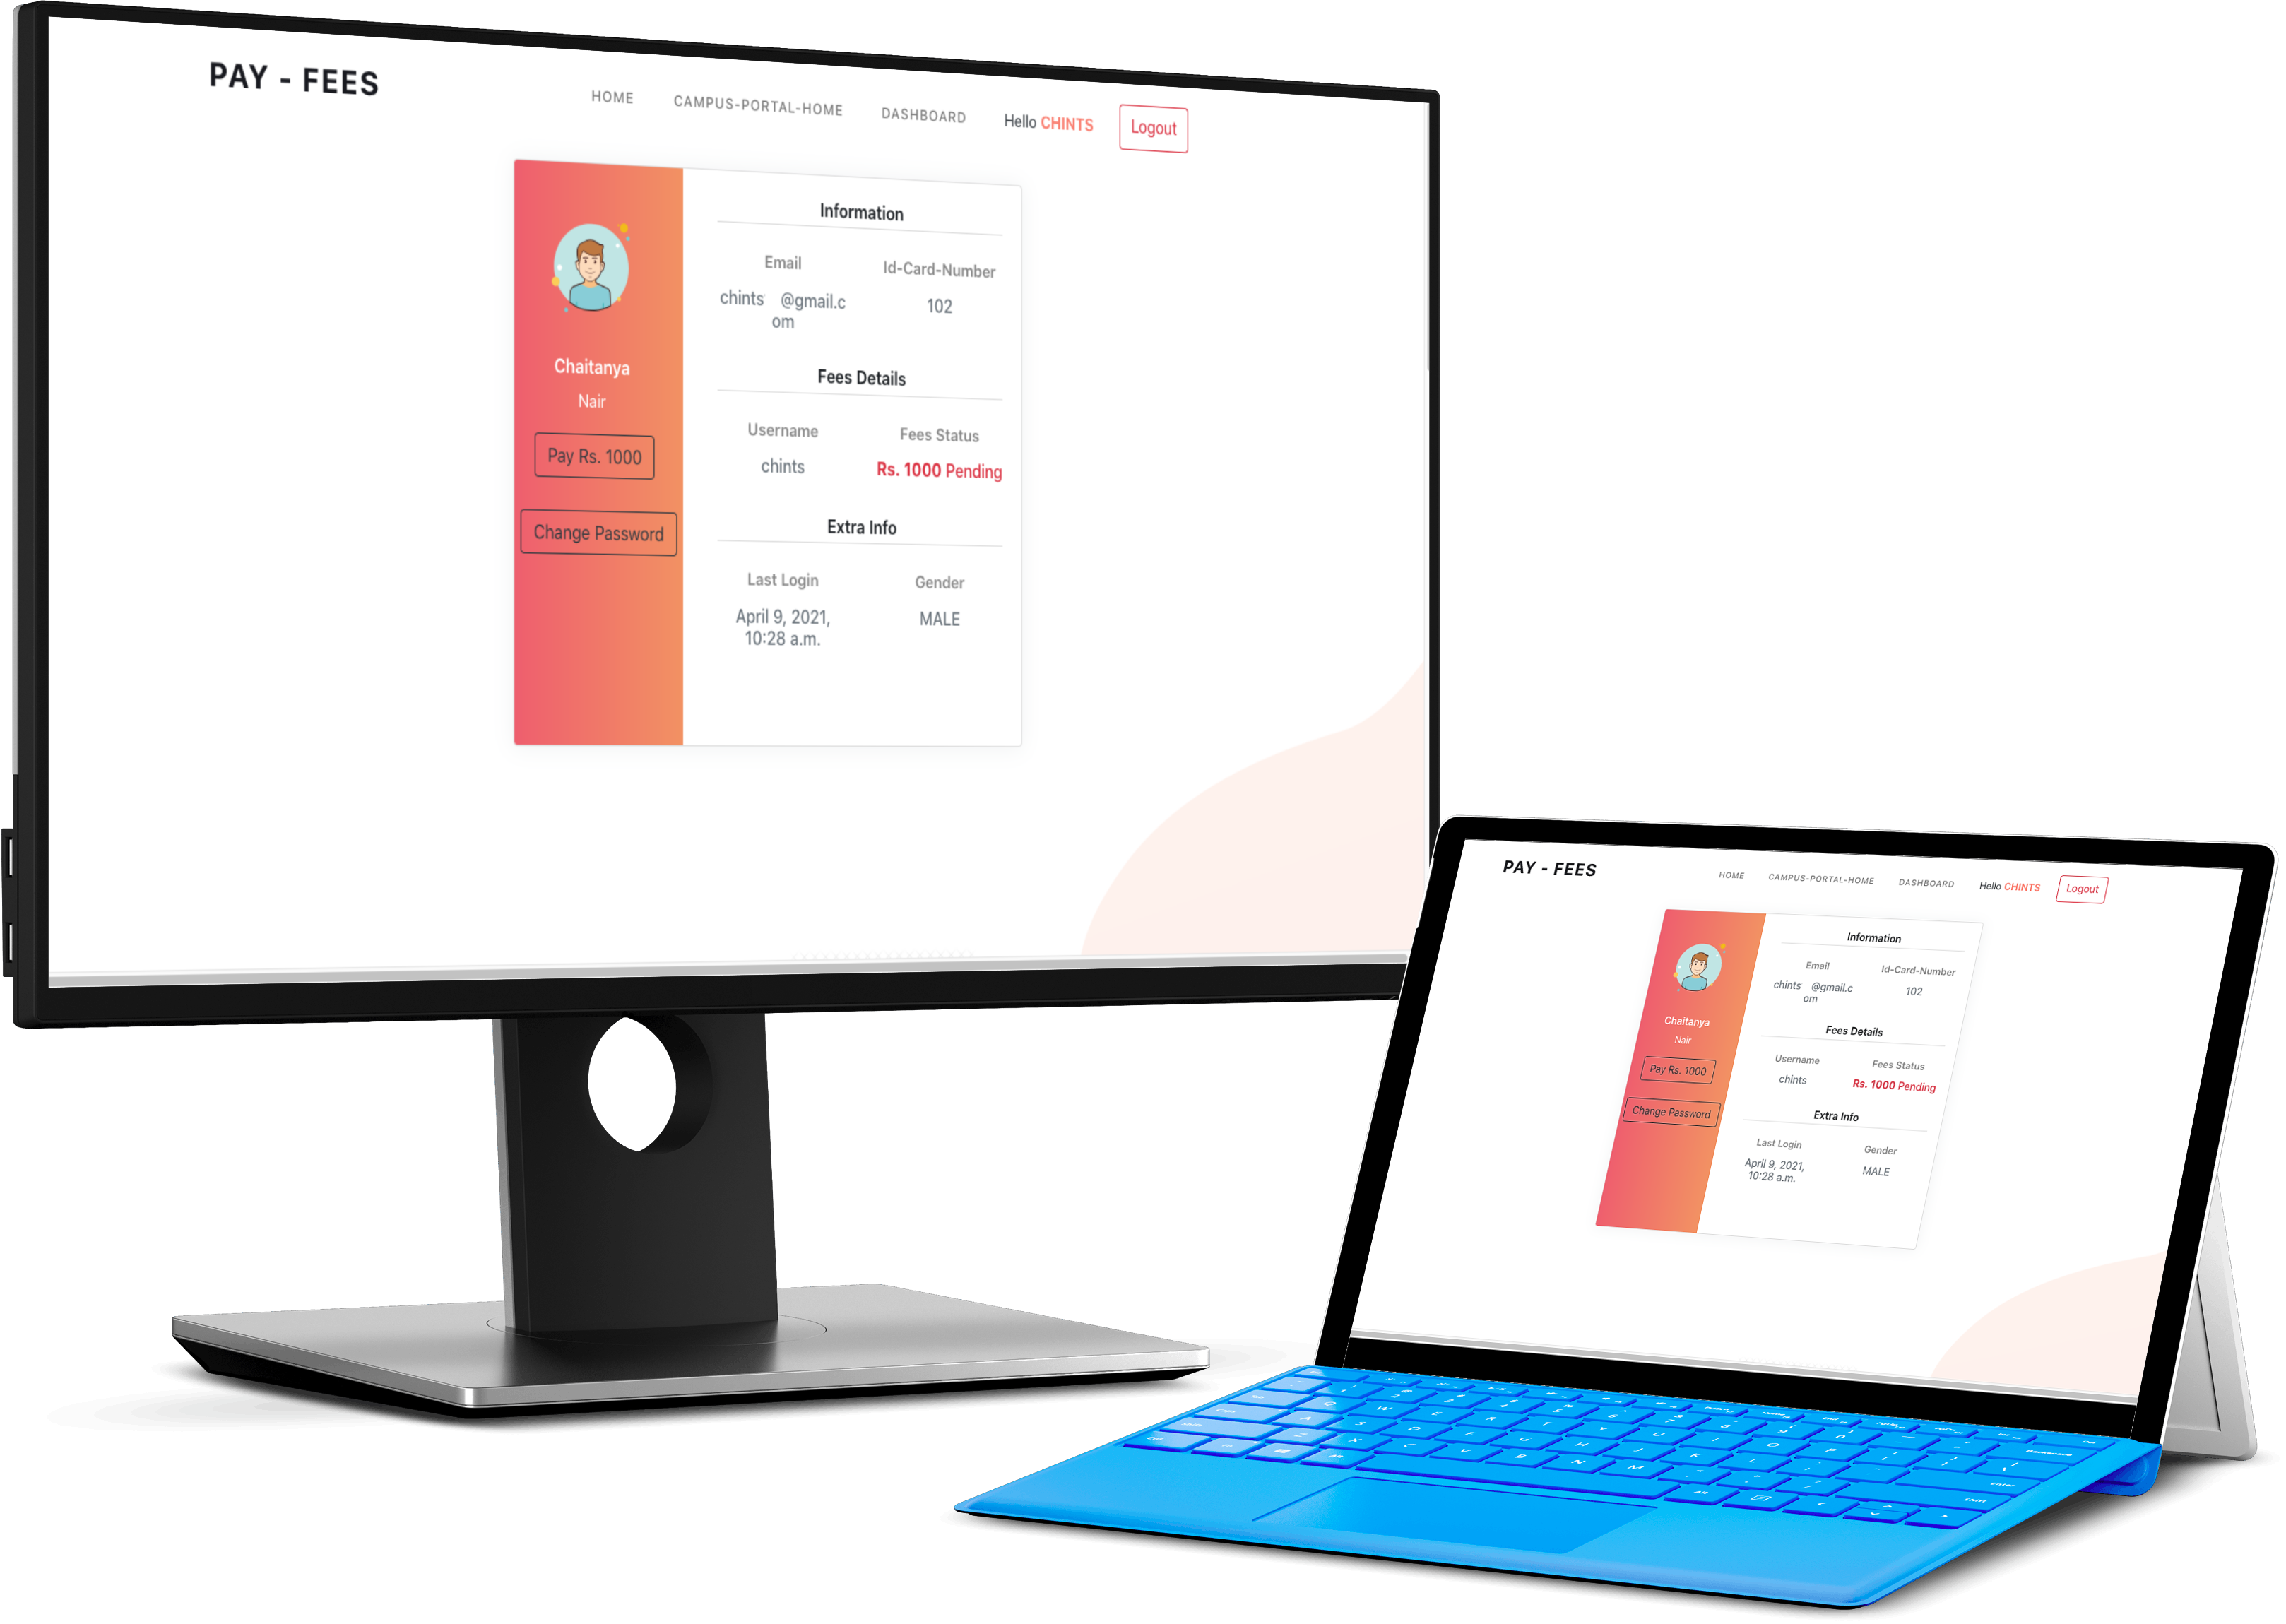 PAY - FEES
HOME CAMPUS-PORTAL-HOME DASHBOARD Hello CHINTS Logout
Chaitanya
Nair
Pay Rs. 1000
Change Password
Information
Email Id-Card-Number
chints @gmail.c 102
om
Fees Details
Username Fees Status
chints Rs. 1000 Pending
Extra Info
Last Login Gender
April 9, 2021, MALE
10:28 a.m.
PAY - FEES
HOME CAMPUS-PORTAL-HOME DASHBOARD Hello CHINTS Logout
Chaitanya
Nair
Pay Rs. 1000
Change Password
Information
Email Id-Card-Number
chints @gmail.c 102
om
Fees Details
Username Fees Status
chints Rs. 1000 Pending
Extra Info
Last Login Gender
April 9, 2021, MALE
10:28 a.m.